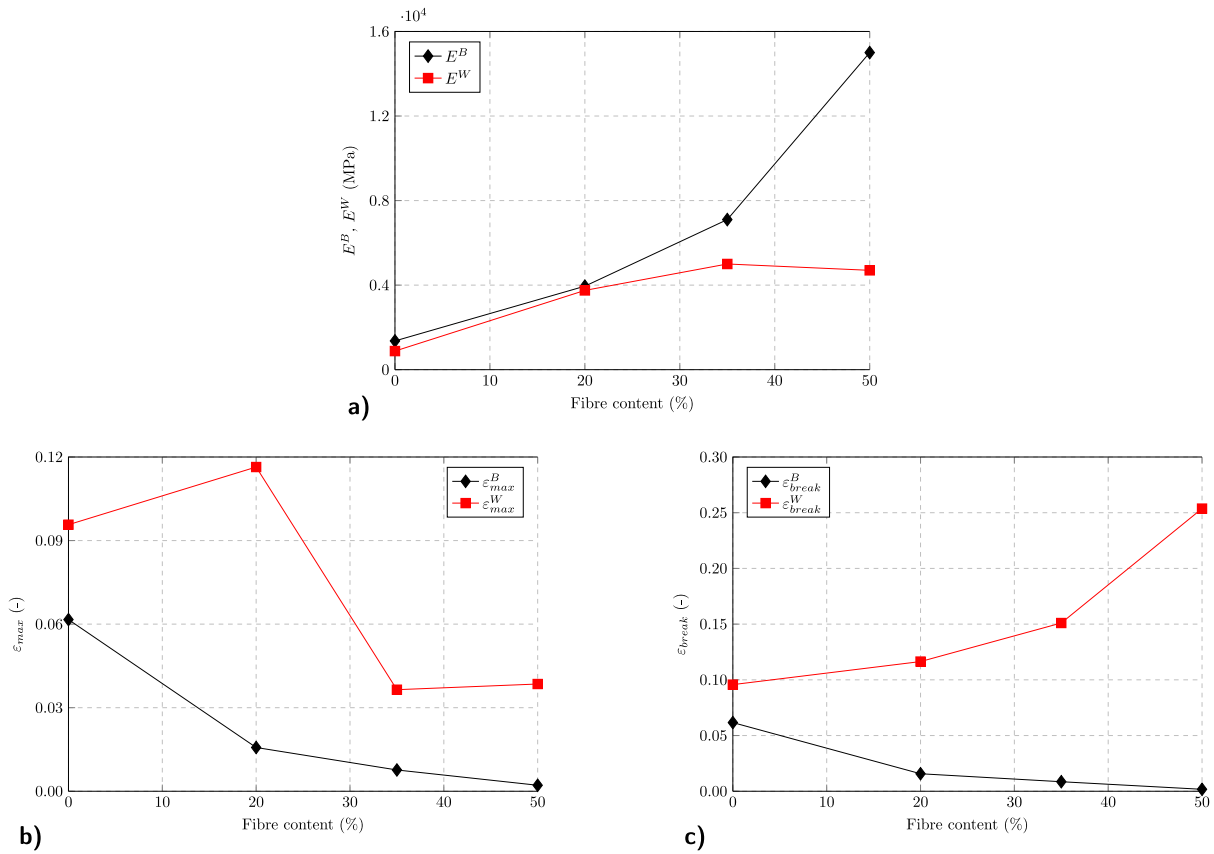 ·10⁴
1.6
1.2
0.8
0.4
0
E^B, E^W (MPa)
E^B
E^W
0 10 20 30 40 50
Fibre content (%)
a)
0.12
0.09
0.06
0.03
0.00
ε_max (-)
ε^B_max
ε^W_max
0 10 20 30 40 50
Fibre content (%)
b)
0.30
0.25
0.20
0.15
0.10
0.05
0.00
ε_break (-)
ε^B_break
ε^W_break
0 10 20 30 40 50
Fibre content (%)
c)